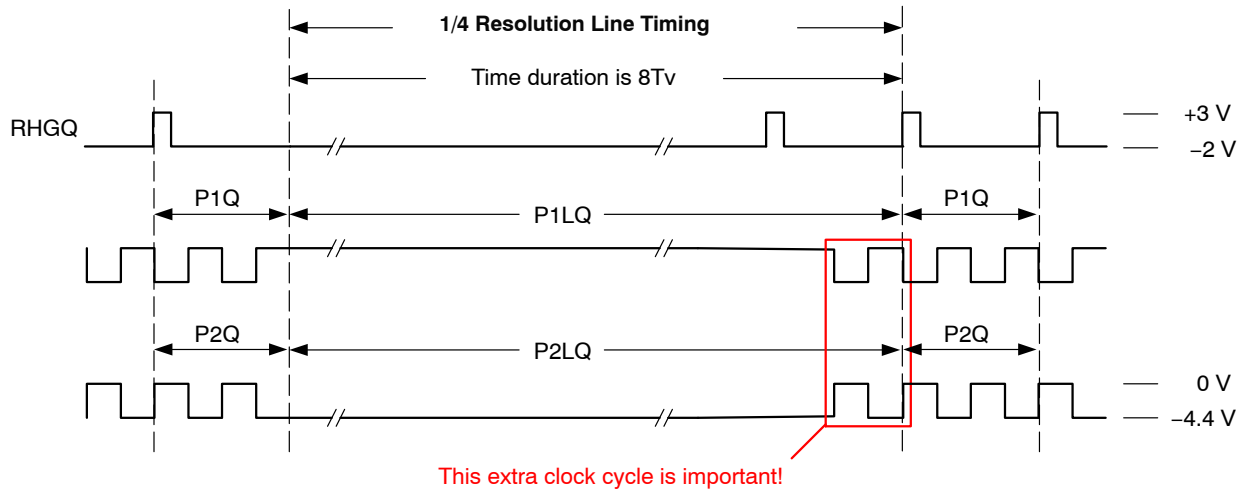 1/4 Resolution Line Timing
Time duration is 8Tv
RHGQ
+3 V
−2 V
P1Q
P1LQ
P1Q
P2Q
P2LQ
P2Q
0 V
−4.4 V
This extra clock cycle is important!